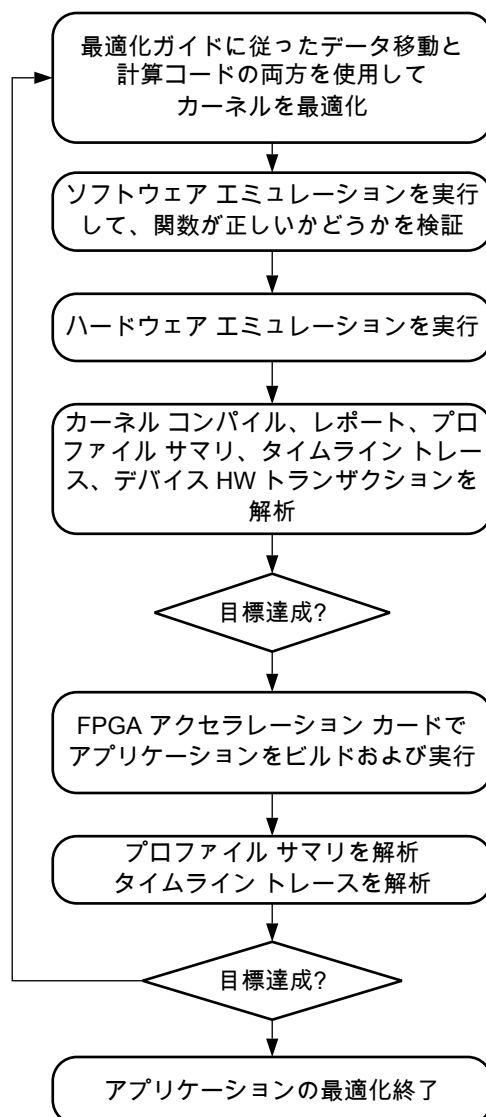 最適化ガイドに従ったデータ移動と
計算コードの両方を使用して
カーネルを最適化
ソフトウェア エミュレーションを実行
して、関数が正しいかどうかを検証
ハードウェア エミュレーションを実行
カーネル コンパイル、レポート、プロ
ファイル サマリ、タイムライン トレー
ス、デバイス HW トランザクションを
解析
目標達成?
FPGA アクセラレーション カードで
アプリケーションをビルドおよび実行
プロファイル サマリを解析
タイムライン トレースを解析
目標達成?
アプリケーションの最適化終了